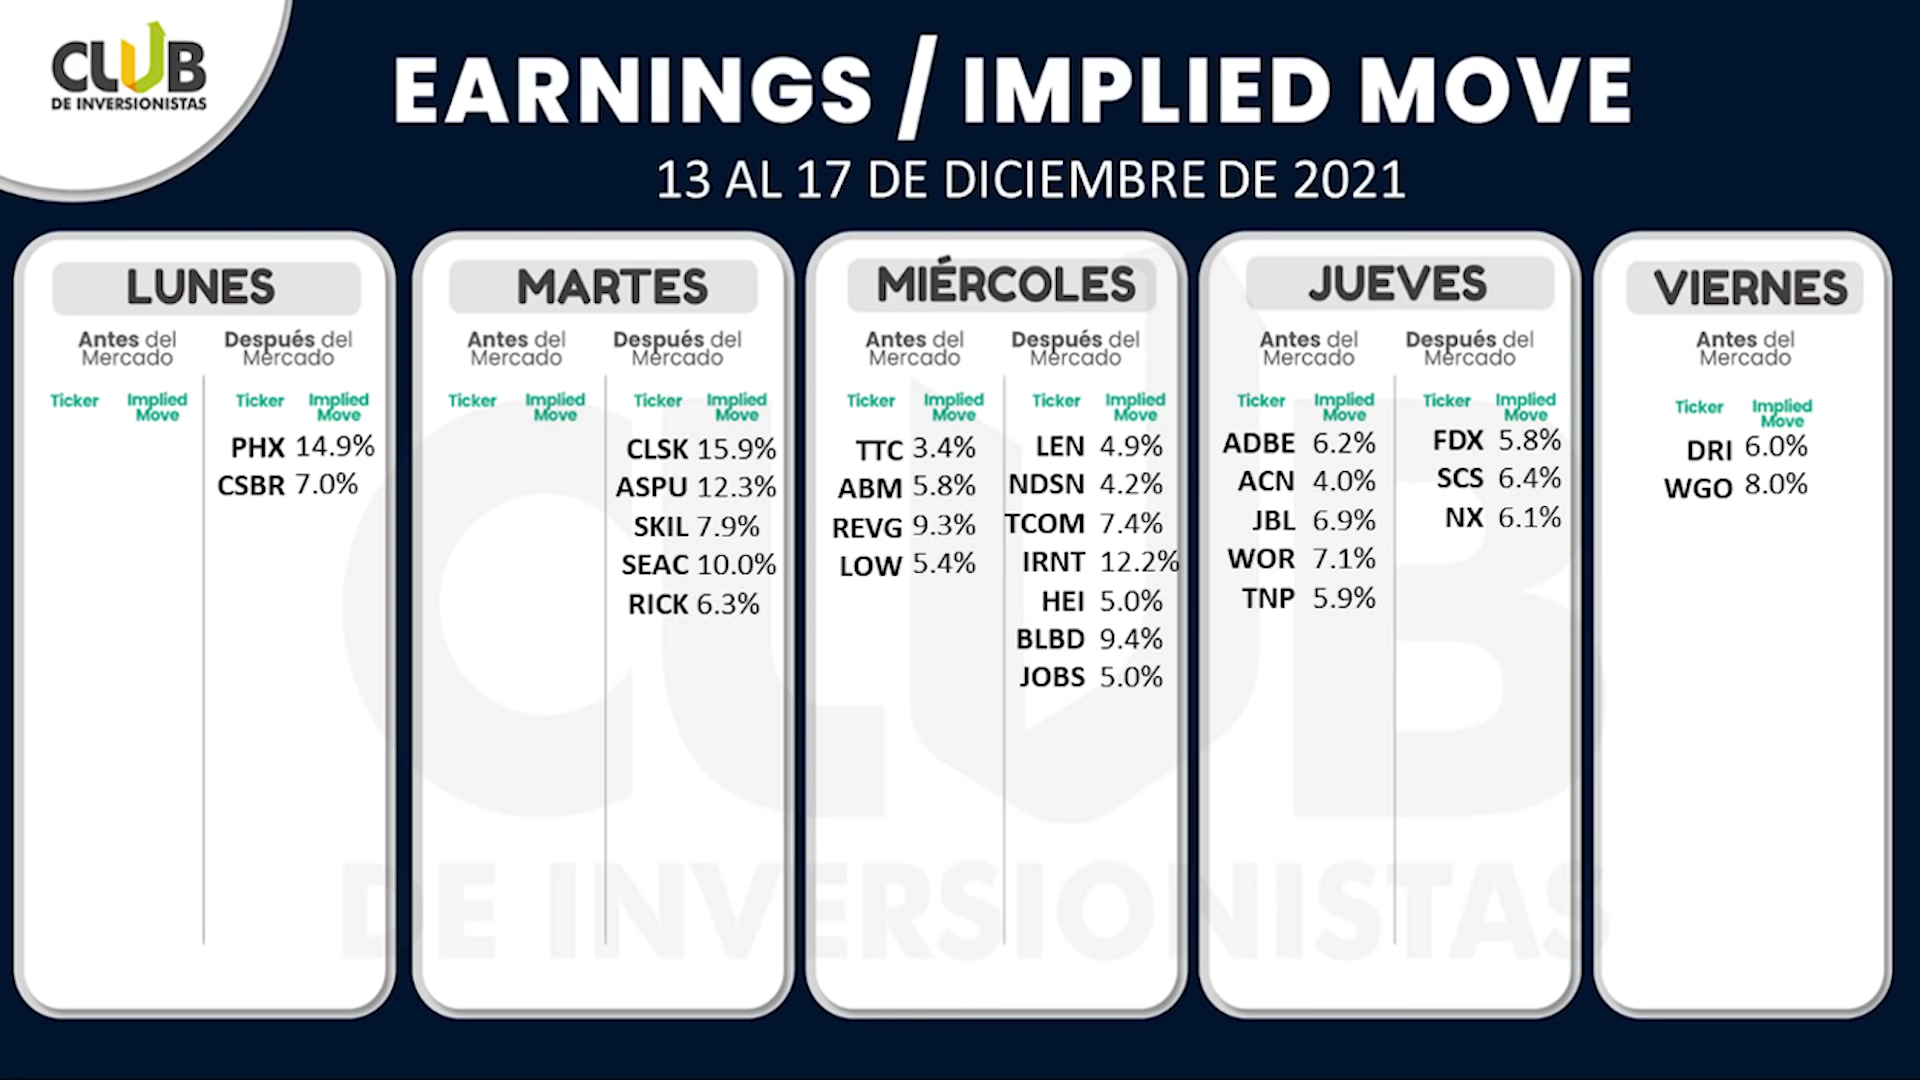 CLUB
DE INVERSIONISTAS
EARNINGS / IMPLIED MOVE
13 AL 17 DE DICIEMBRE DE 2021
LUNES
Antes del
Mercado
Después del
Mercado
Ticker
Implied
Move
Ticker
Implied
Move
PHX 14.9%
CSBR 7.0%
MARTES
Antes del
Mercado
Después del
Mercado
Ticker
Implied
Move
Ticker
Implied
Move
CLSK 15.9%
ASPU 12.3%
SKIL 7.9%
SEAC 10.0%
RICK 6.3%
MIÉRCOLES
Antes del
Mercado
Después del
Mercado
Ticker
Implied
Move
TTC 3.4%
ABM 5.8%
REVG 9.3%
LOW 5.4%
Ticker
Implied
Move
LEN 4.9%
NDSN 4.2%
TCOM 7.4%
IRNT 12.2%
HEI 5.0%
BLBD 9.4%
JOBS 5.0%
JUEVES
Antes del
Mercado
Después del
Mercado
Ticker
Implied
Move
ADBE 6.2%
ACN 4.0%
JBL 6.9%
WOR 7.1%
TNP 5.9%
Ticker
Implied
Move
FDX 5.8%
SCS 6.4%
NX 6.1%
VIERNES
Antes del
Mercado
Ticker
Implied
Move
DRI 6.0%
WGO 8.0%
CLUB
DE INVERSIONISTAS